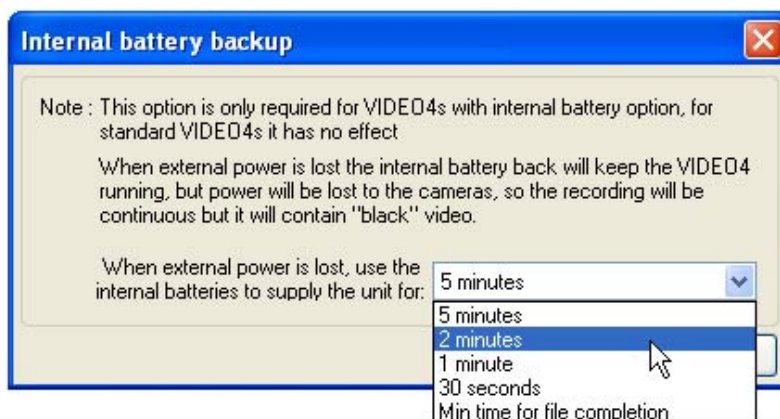 Internal battery backup
Note : This option is only required for VIDEO4s with internal battery option, for
standard VIDEO4s it has no effect
When external power is lost the internal battery back will keep the VIDEO4
running, but power will be lost to the cameras, so the recording will be
continuous but it will contain "black" video.
When external power is lost, use the
internal batteries to supply the unit for:
5 minutes
5 minutes
2 minutes
1 minute
30 seconds
Min time for file completion